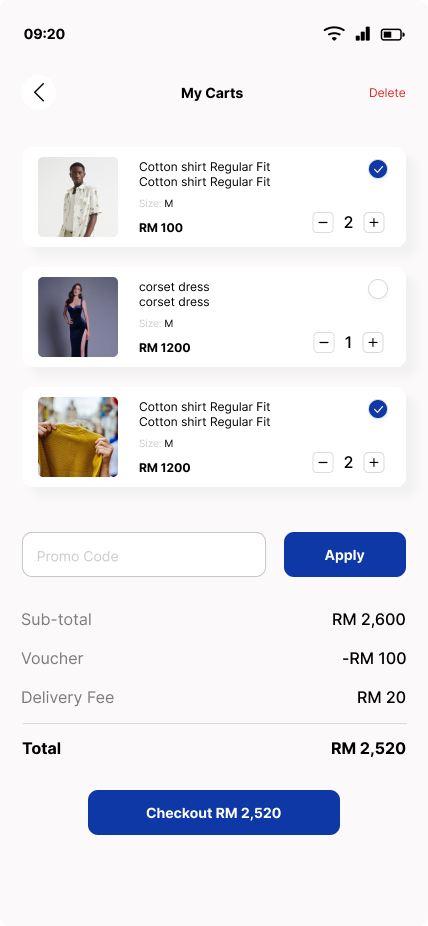 09:20
My Carts
Delete
Cotton shirt Regular Fit
Cotton shirt Regular Fit
Size: M
RM 100
2
corset dress
corset dress
Size: M
RM 1200
1
Cotton shirt Regular Fit
Cotton shirt Regular Fit
Size: M
RM 1200
2
Promo Code
Apply
Sub-total RM 2,600
Voucher -RM 100
Delivery Fee RM 20
Total RM 2,520
Checkout RM 2,520